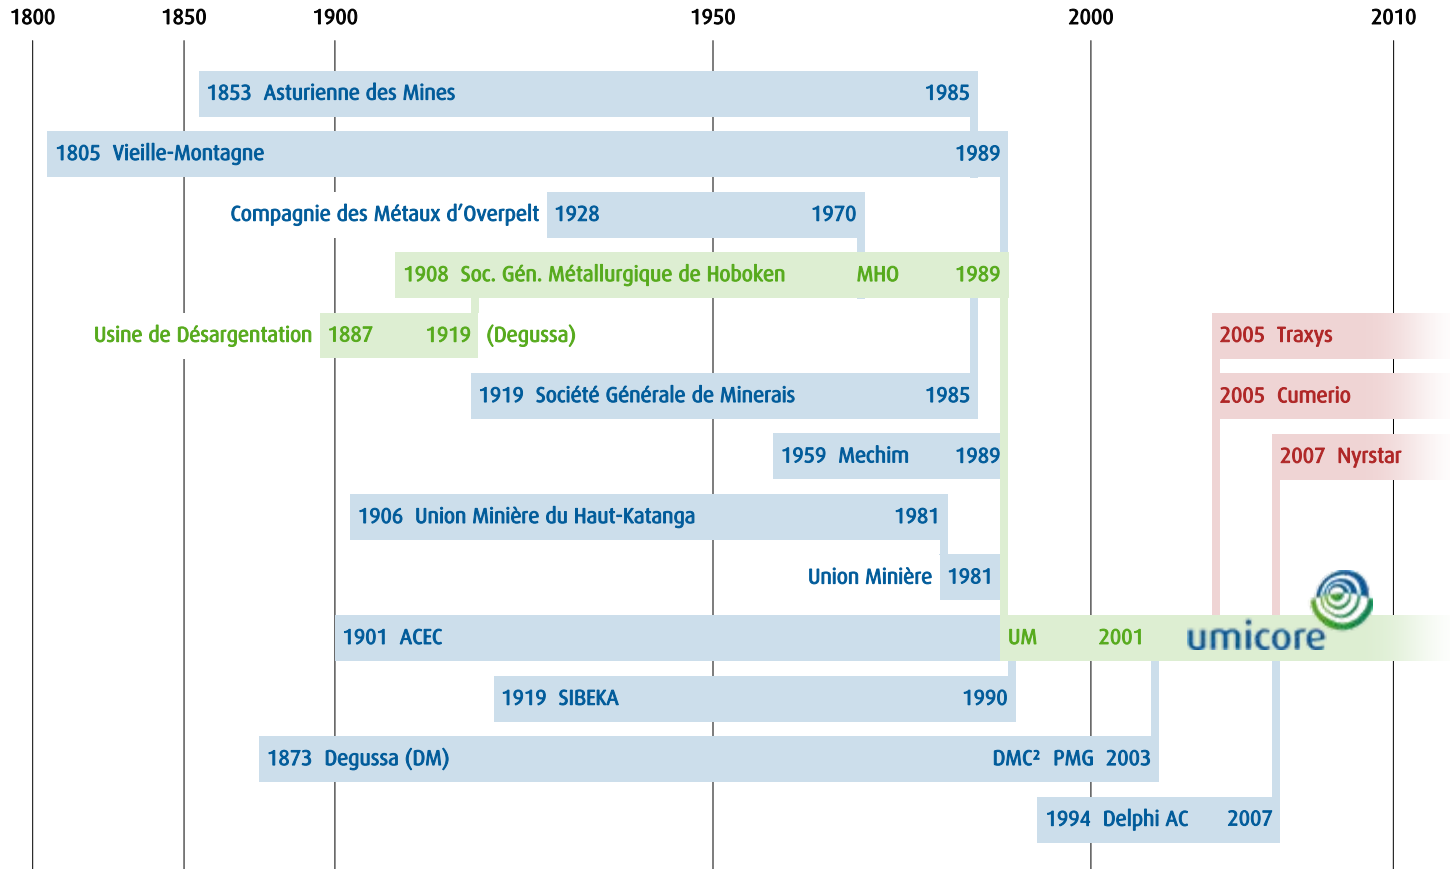 1800 1850 1900 1950 2000 2010
1853 Asturienne des Mines 1985
1805 Vieille-Montagne 1989
Compagnie des Métaux d’Overpelt 1928 1970
1908 Soc. Gén. Métallurgique de Hoboken MHO 1989
Usine de Désargentation 1887 1919 (Degussa) 2005 Traxys
1919 Société Générale de Minerais 1985 2005 Cumerio
1959 Mechim 1989 2007 Nyrstar
1906 Union Minière du Haut-Katanga 1981
Union Minière 1981
1901 ACEC UM 2001 umicore
1919 SIBEKA 1990
1873 Degussa (DM) DMC² PMG 2003
1994 Delphi AC 2007